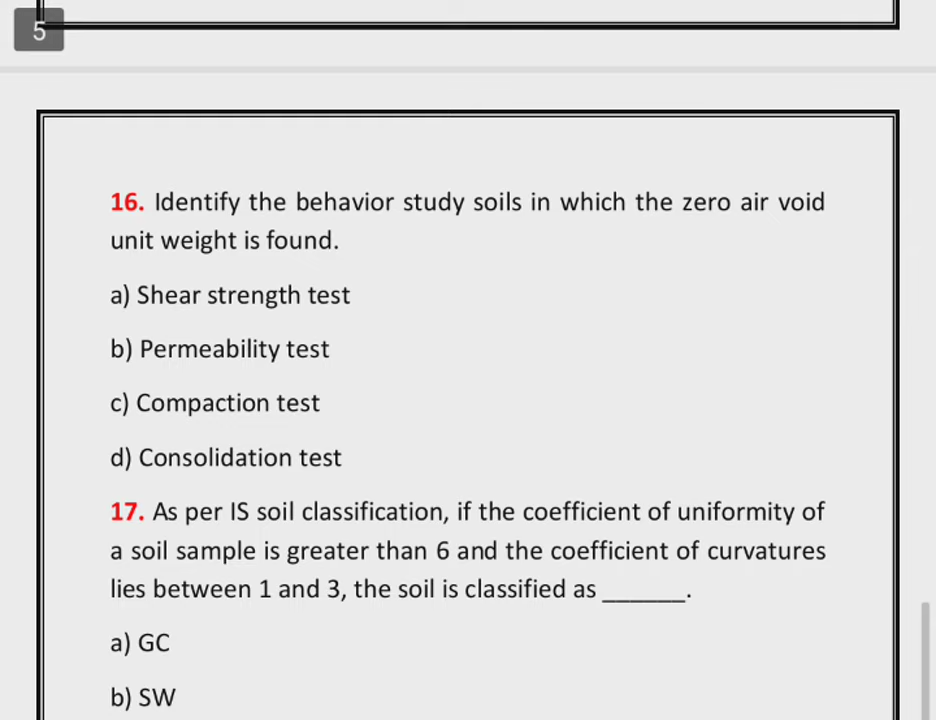 5
16. Identify the behavior study soils in which the zero air void
unit weight is found.
a) Shear strength test
b) Permeability test
c) Compaction test
d) Consolidation test
17. As per IS soil classification, if the coefficient of uniformity of
a soil sample is greater than 6 and the coefficient of curvatures
lies between 1 and 3, the soil is classified as ______.
a) GC
b) SW